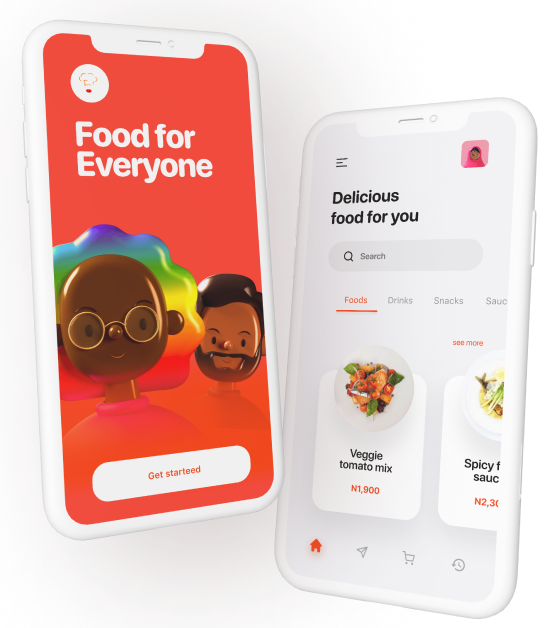 Food for
Everyone
Get starteed
Delicious
food for you
Search
Foods Drinks Snacks Sauc
see more
Veggie
tomato mix
N1,900
Spicy f
sauc
N2,30